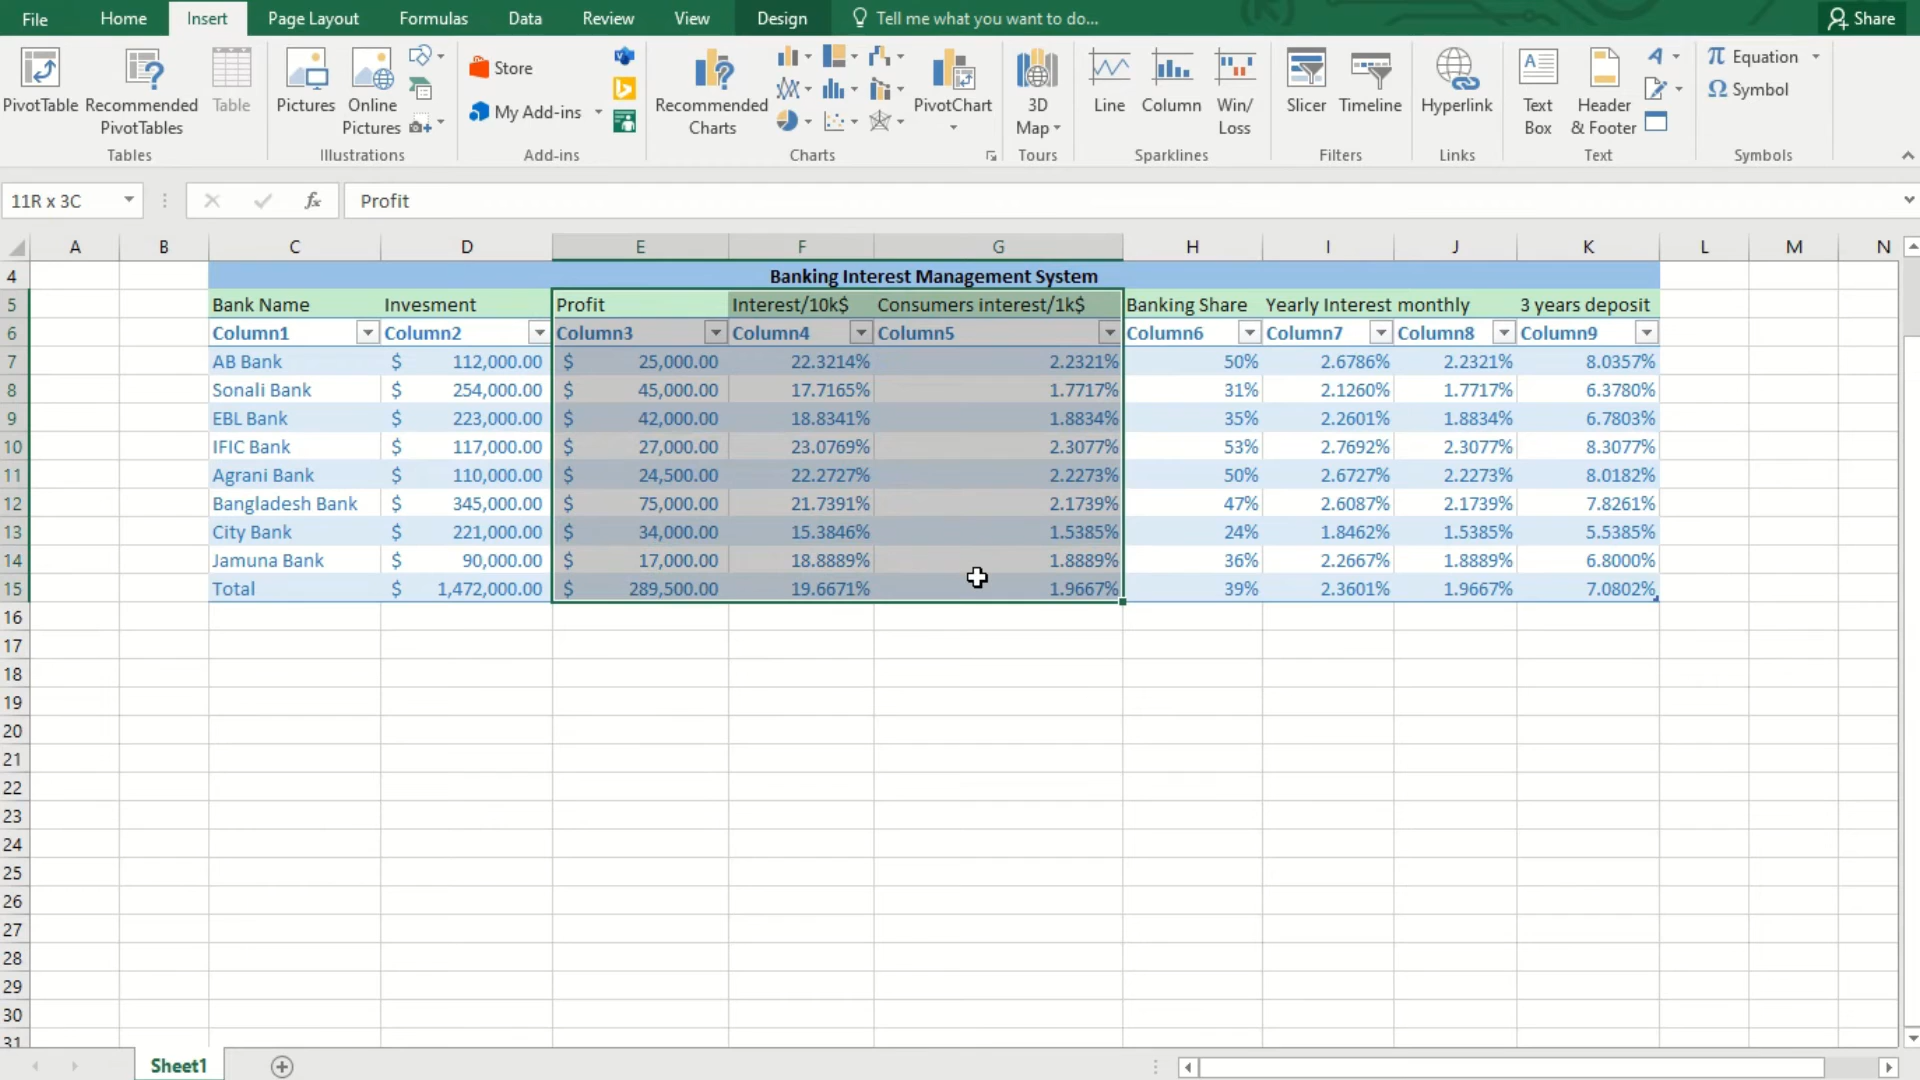 File Home Insert Page Layout Formulas Data Review View Design Tell me what you want to do... Share
PivotTable Recommended PivotTables Table Pictures Online Pictures Store My Add-ins Recommended Charts PivotChart 3D Map Line Column Win/ Loss Slicer Timeline Hyperlink Text Box Header & Footer Equation Symbol
Tables Illustrations Add-ins Charts Tours Sparklines Filters Links Text Symbols
11R x 3C fx Profit
A B C D E F G H I J K L M N
4 Banking Interest Management System
5 Bank Name Invesment Profit Interest/10k$ Consumers interest/1k$ Banking Share Yearly Interest monthly 3 years deposit
6 Column1 Column2 Column3 Column4 Column5 Column6 Column7 Column8 Column9
7 AB Bank $ 112,000.00 $ 25,000.00 22.3214% 2.2321% 50% 2.6786% 2.2321% 8.0357%
8 Sonali Bank $ 254,000.00 $ 45,000.00 17.7165% 1.7717% 31% 2.1260% 1.7717% 6.3780%
9 EBL Bank $ 223,000.00 $ 42,000.00 18.8341% 1.8834% 35% 2.2601% 1.8834% 6.7803%
10 IFIC Bank $ 117,000.00 $ 27,000.00 23.0769% 2.3077% 53% 2.7692% 2.3077% 8.3077%
11 Agrani Bank $ 110,000.00 $ 24,500.00 22.2727% 2.2273% 50% 2.6727% 2.2273% 8.0182%
12 Bangladesh Bank $ 345,000.00 $ 75,000.00 21.7391% 2.1739% 47% 2.6087% 2.1739% 7.8261%
13 City Bank $ 221,000.00 $ 34,000.00 15.3846% 1.5385% 24% 1.8462% 1.5385% 5.5385%
14 Jamuna Bank $ 90,000.00 $ 17,000.00 18.8889% 1.8889% 36% 2.2667% 1.8889% 6.8000%
15 Total $ 1,472,000.00 $ 289,500.00 19.6671% 1.9667% 39% 2.3601% 1.9667% 7.0802%
16
17
18
19
20
21
22
23
24
25
26
27
28
29
30
31
Sheet1